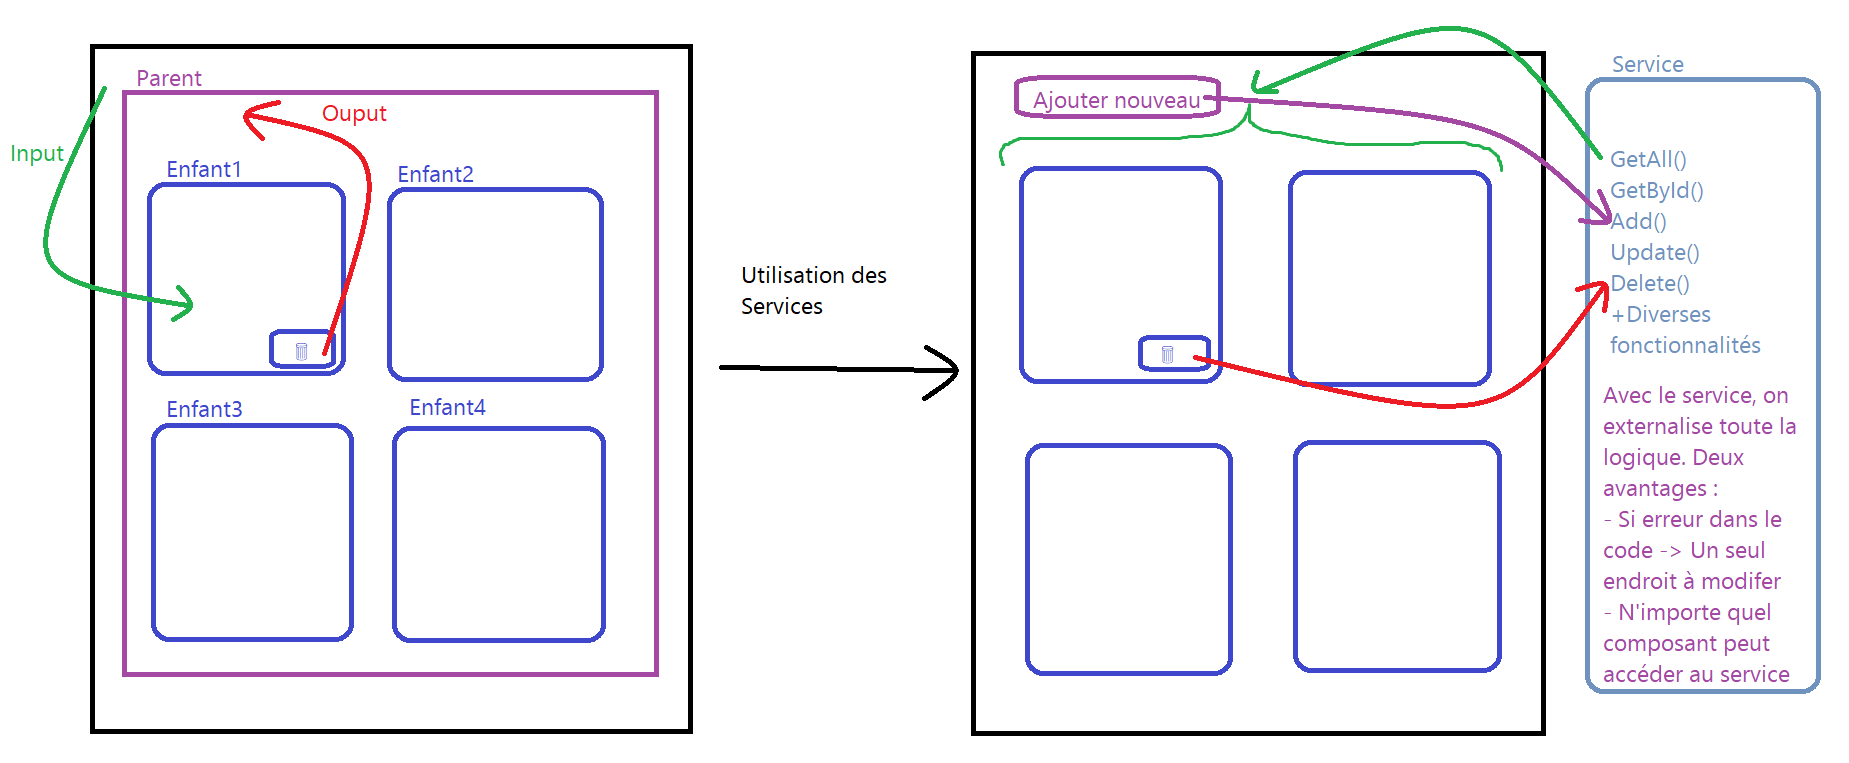 Parent
Ouput
Input
Enfant1
Enfant2
Enfant3
Enfant4
Utilisation des
Services
Ajouter nouveau
Service
GetAll()
GetById()
Add()
Update()
Delete()
+Diverses
fonctionnalités
Avec le service, on
externalise toute la
logique. Deux
avantages :
- Si erreur dans le
code -> Un seul
endroit à modifer
- N'importe quel
composant peut
accéder au service